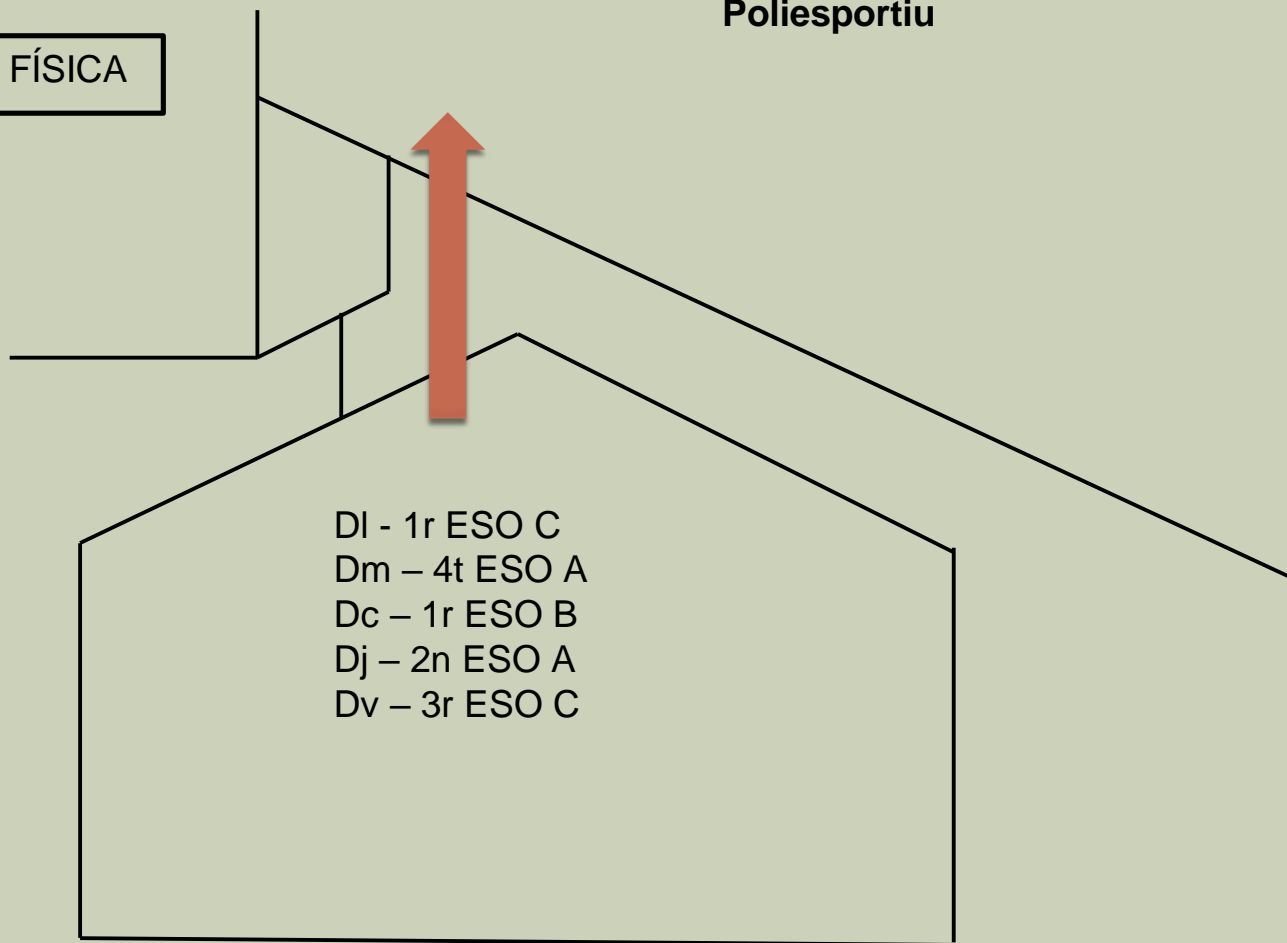 Poliesportiu
FÍSICA
Dl - 1r ESO C
Dm – 4t ESO A
Dc – 1r ESO B
Dj – 2n ESO A
Dv – 3r ESO C